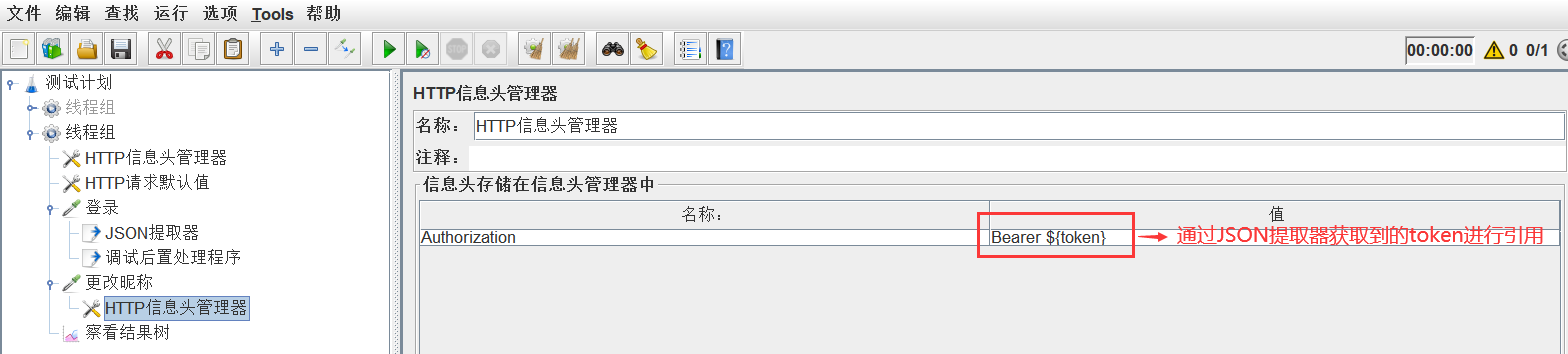 文件 编辑 查找 运行 选项 Tools 帮助
STOP
00:00:00 0 0/1
测试计划
线程组
线程组
HTTP信息头管理器
HTTP请求默认值
登录
JSON提取器
调试后置处理程序
更改昵称
HTTP信息头管理器
察看结果树
HTTP信息头管理器
名称： HTTP信息头管理器
注释：
信息头存储在信息头管理器中
名称： 值
Authorization Bearer ${token} 通过JSON提取器获取到的token进行引用